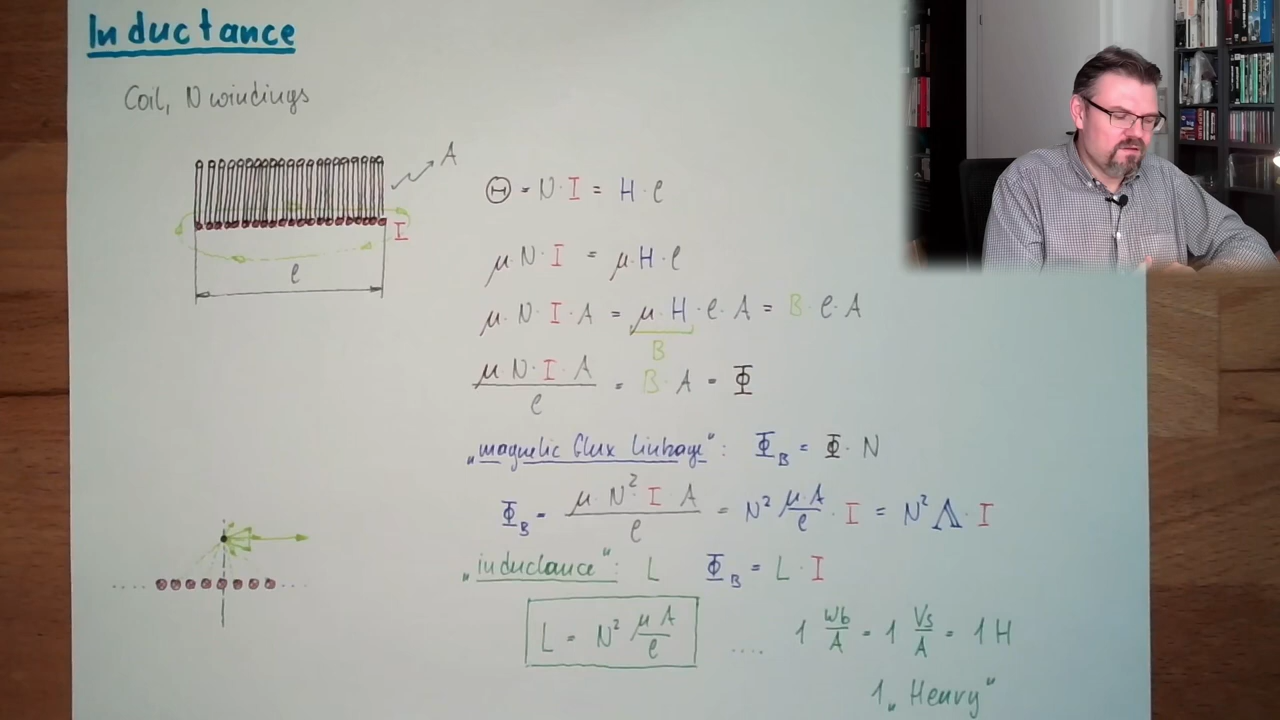 Inductance
Coil, N windings
A
I
ℓ
Θ = N · I = H · ℓ
μ · N · I = μ · H · ℓ
μ · N · I · A = μ · H · ℓ · A = B · ℓ · A
B
μ N · I · A / ℓ = B · A = Φ
„magnetic flux linkage“: Φ_B = Φ · N
Φ_B = μ · N² · I · A / ℓ = N² μ · A / ℓ · I = N² Λ · I
„inductance“: L Φ_B = L · I
L = N² μ A / ℓ .... 1 Wb/A = 1 Vs/A = 1 H
1 „Henry“